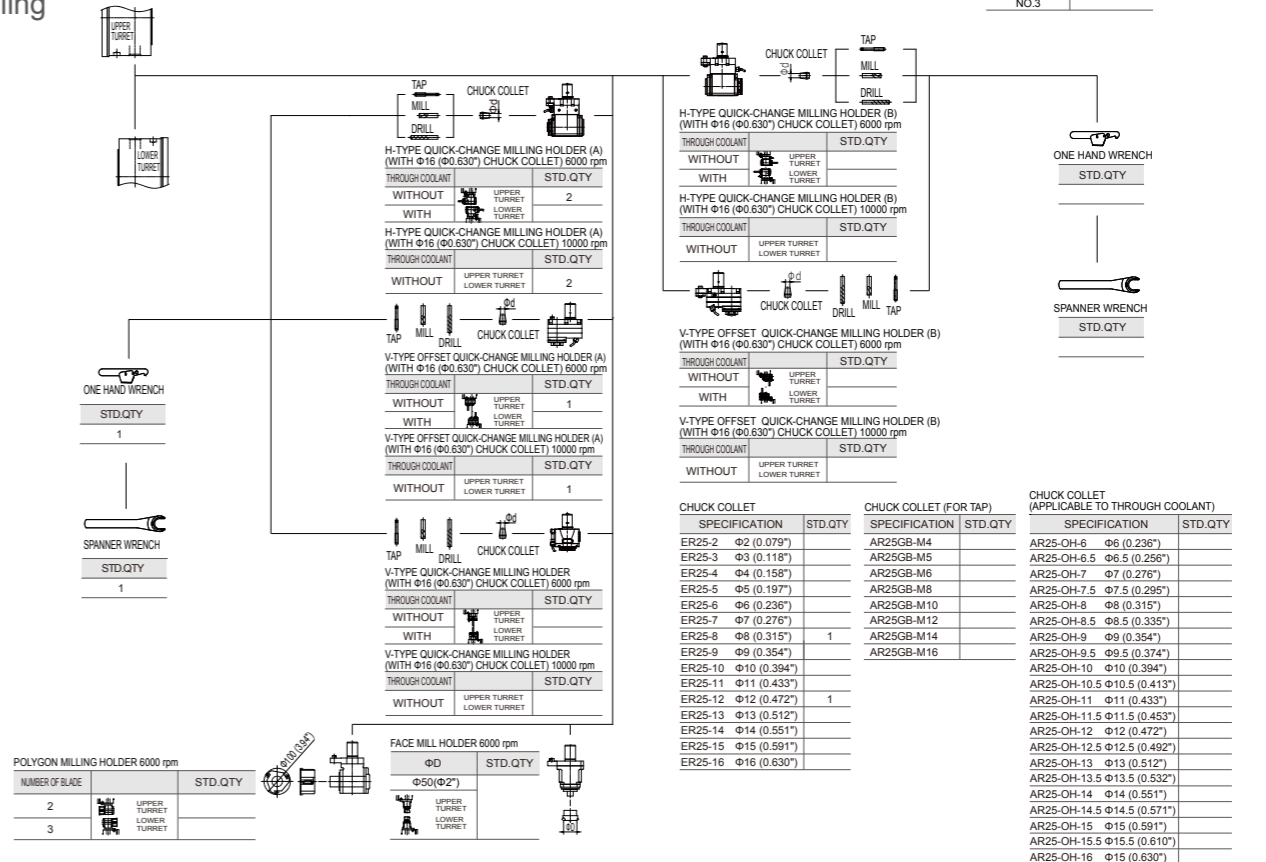 ling
NO.3
UPPER
TURRET
LOWER
TURRET
TAP
MILL
DRILL
CHUCK COLLET
Φd
H-TYPE QUICK-CHANGE MILLING HOLDER (A)
(WITH Φ16 (Φ0.630") CHUCK COLLET) 6000 rpm
THROUGH COOLANT STD.QTY
WITHOUT UPPER TURRET 2
WITH LOWER TURRET
H-TYPE QUICK-CHANGE MILLING HOLDER (A)
(WITH Φ16 (Φ0.630") CHUCK COLLET) 10000 rpm
THROUGH COOLANT STD.QTY
WITHOUT UPPER TURRET LOWER TURRET 2
TAP MILL DRILL CHUCK COLLET Φd
V-TYPE OFFSET QUICK-CHANGE MILLING HOLDER (A)
(WITH Φ16 (Φ0.630") CHUCK COLLET) 6000 rpm
THROUGH COOLANT STD.QTY
WITHOUT UPPER TURRET 1
WITH LOWER TURRET
V-TYPE OFFSET QUICK-CHANGE MILLING HOLDER (A)
(WITH Φ16 (Φ0.630") CHUCK COLLET) 10000 rpm
THROUGH COOLANT STD.QTY
WITHOUT UPPER TURRET LOWER TURRET 1
TAP MILL DRILL CHUCK COLLET Φd
V-TYPE QUICK-CHANGE MILLING HOLDER
(WITH Φ16 (Φ0.630") CHUCK COLLET) 6000 rpm
THROUGH COOLANT STD.QTY
WITHOUT UPPER TURRET
WITH LOWER TURRET
V-TYPE QUICK-CHANGE MILLING HOLDER
(WITH Φ16 (Φ0.630") CHUCK COLLET) 10000 rpm
THROUGH COOLANT STD.QTY
WITHOUT UPPER TURRET LOWER TURRET
ONE HAND WRENCH
STD.QTY
1
SPANNER WRENCH
STD.QTY
1
POLYGON MILLING HOLDER 6000 rpm
NUMBER OF BLADE STD.QTY
2 UPPER TURRET
3 LOWER TURRET
Φ100 (3.94")
FACE MILL HOLDER 6000 rpm
ΦD STD.QTY
Φ50(Φ2")
UPPER TURRET
LOWER TURRET
ΦD
CHUCK COLLET
Φd
TAP
MILL
DRILL
H-TYPE QUICK-CHANGE MILLING HOLDER (B)
(WITH Φ16 (Φ0.630") CHUCK COLLET) 6000 rpm
THROUGH COOLANT STD.QTY
WITHOUT UPPER TURRET
WITH LOWER TURRET
H-TYPE QUICK-CHANGE MILLING HOLDER (B)
(WITH Φ16 (Φ0.630") CHUCK COLLET) 10000 rpm
THROUGH COOLANT STD.QTY
WITHOUT UPPER TURRET LOWER TURRET
Φd
CHUCK COLLET DRILL MILL TAP
V-TYPE OFFSET QUICK-CHANGE MILLING HOLDER (B)
(WITH Φ16 (Φ0.630") CHUCK COLLET) 6000 rpm
THROUGH COOLANT STD.QTY
WITHOUT UPPER TURRET
WITH LOWER TURRET
V-TYPE OFFSET QUICK-CHANGE MILLING HOLDER (B)
(WITH Φ16 (Φ0.630") CHUCK COLLET) 10000 rpm
THROUGH COOLANT STD.QTY
WITHOUT UPPER TURRET LOWER TURRET
ONE HAND WRENCH
STD.QTY
SPANNER WRENCH
STD.QTY
CHUCK COLLET
SPECIFICATION STD.QTY
ER25-2 Φ2 (0.079")
ER25-3 Φ3 (0.118")
ER25-4 Φ4 (0.158")
ER25-5 Φ5 (0.197")
ER25-6 Φ6 (0.236")
ER25-7 Φ7 (0.276")
ER25-8 Φ8 (0.315") 1
ER25-9 Φ9 (0.354")
ER25-10 Φ10 (0.394")
ER25-11 Φ11 (0.433")
ER25-12 Φ12 (0.472") 1
ER25-13 Φ13 (0.512")
ER25-14 Φ14 (0.551")
ER25-15 Φ15 (0.591")
ER25-16 Φ16 (0.630")
CHUCK COLLET (FOR TAP)
SPECIFICATION STD.QTY
AR25GB-M4
AR25GB-M5
AR25GB-M6
AR25GB-M8
AR25GB-M10
AR25GB-M12
AR25GB-M14
AR25GB-M16
CHUCK COLLET
(APPLICABLE TO THROUGH COOLANT)
SPECIFICATION STD.QTY
AR25-OH-6 Φ6 (0.236")
AR25-OH-6.5 Φ6.5 (0.256")
AR25-OH-7 Φ7 (0.276")
AR25-OH-7.5 Φ7.5 (0.295")
AR25-OH-8 Φ8 (0.315")
AR25-OH-8.5 Φ8.5 (0.335")
AR25-OH-9 Φ9 (0.354")
AR25-OH-9.5 Φ9.5 (0.374")
AR25-OH-10 Φ10 (0.394")
AR25-OH-10.5 Φ10.5 (0.413")
AR25-OH-11 Φ11 (0.433")
AR25-OH-11.5 Φ11.5 (0.453")
AR25-OH-12 Φ12 (0.472")
AR25-OH-12.5 Φ12.5 (0.492")
AR25-OH-13 Φ13 (0.512")
AR25-OH-13.5 Φ13.5 (0.532")
AR25-OH-14 Φ14 (0.551")
AR25-OH-14.5 Φ14.5 (0.571")
AR25-OH-15 Φ15 (0.591")
AR25-OH-15.5 Φ15.5 (0.610")
AR25-OH-16 Φ15 (0.630")